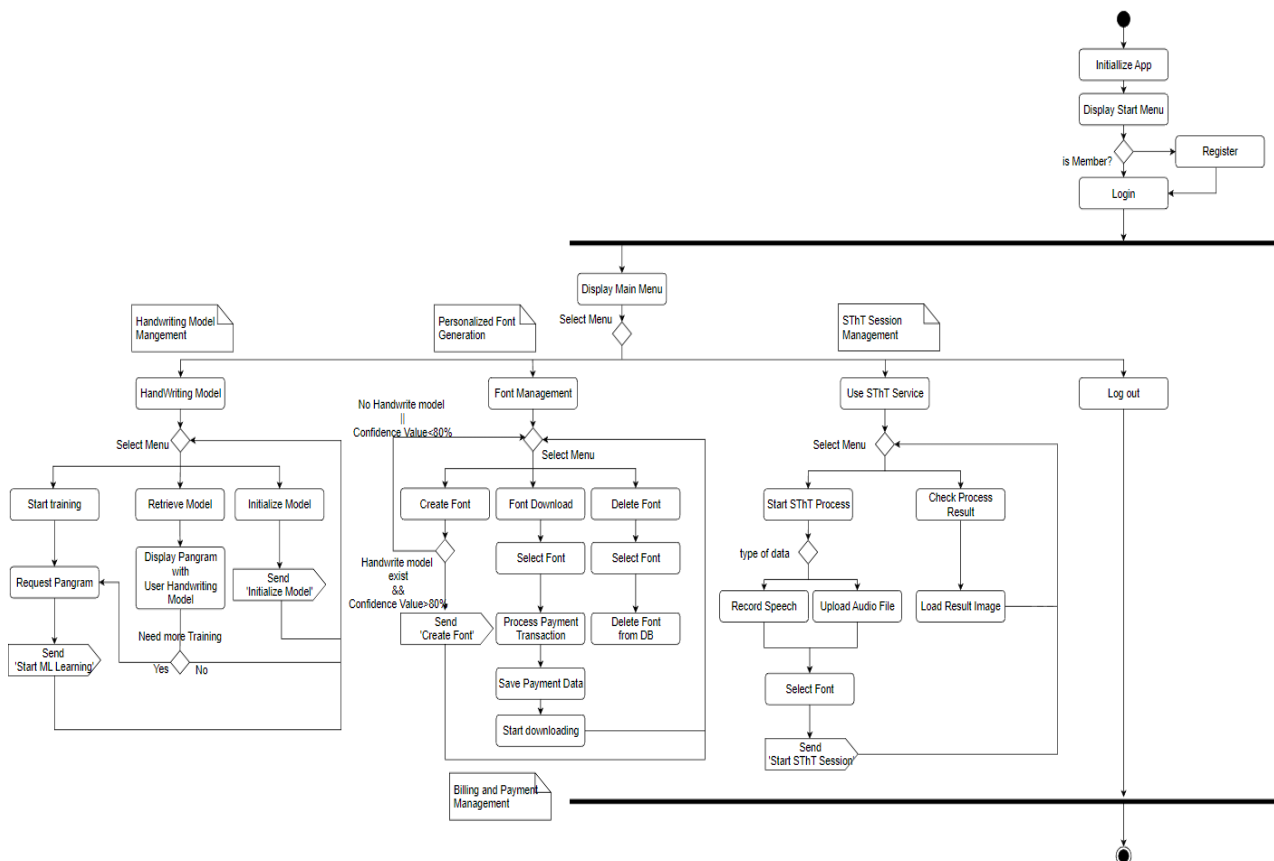 Initiallize App
Display Start Menu
is Member?
Register
Login
Display Main Menu
Select Menu
Handwriting Model
Mangement
Personalized Font
Generation
SThT Session
Management
HandWriting Model
Font Management
Use SThT Service
Log out
No Handwrite model
||
Confidence Value<80%
Select Menu
Select Menu
Select Menu
Start training
Retrieve Model
Initialize Model
Create Font
Font Download
Delete Font
Start SThT Process
Check Process
Result
Request Pangram
Display Pangram
with
User Handwriting
Model
Send
'Initialize Model'
Handwrite model
exist
&&
Confidence Value>80%
Select Font
Select Font
type of data
Record Speech
Upload Audio File
Load Result Image
Need more Training
Yes
No
Send
'Start ML Learning'
Send
'Create Font'
Process Payment
Transaction
Delete Font
from DB
Save Payment Data
Start downloading
Select Font
Send
'Start SThT Session'
Billing and Payment
Management